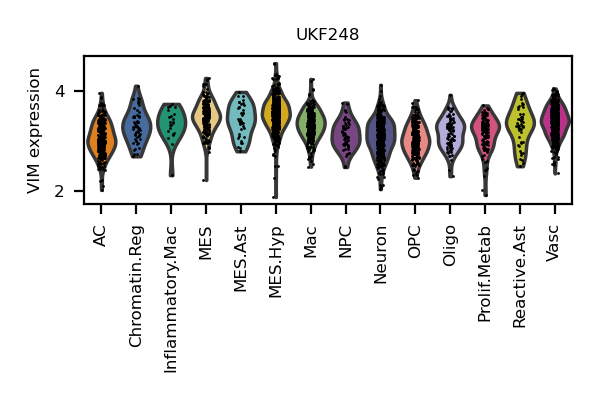 UKF248
VIM expression
4
2
AC
Chromatin.Reg
Inflammatory.Mac
MES
MES.Ast
MES.Hyp
Mac
NPC
Neuron
OPC
Oligo
Prolif.Metab
Reactive.Ast
Vasc